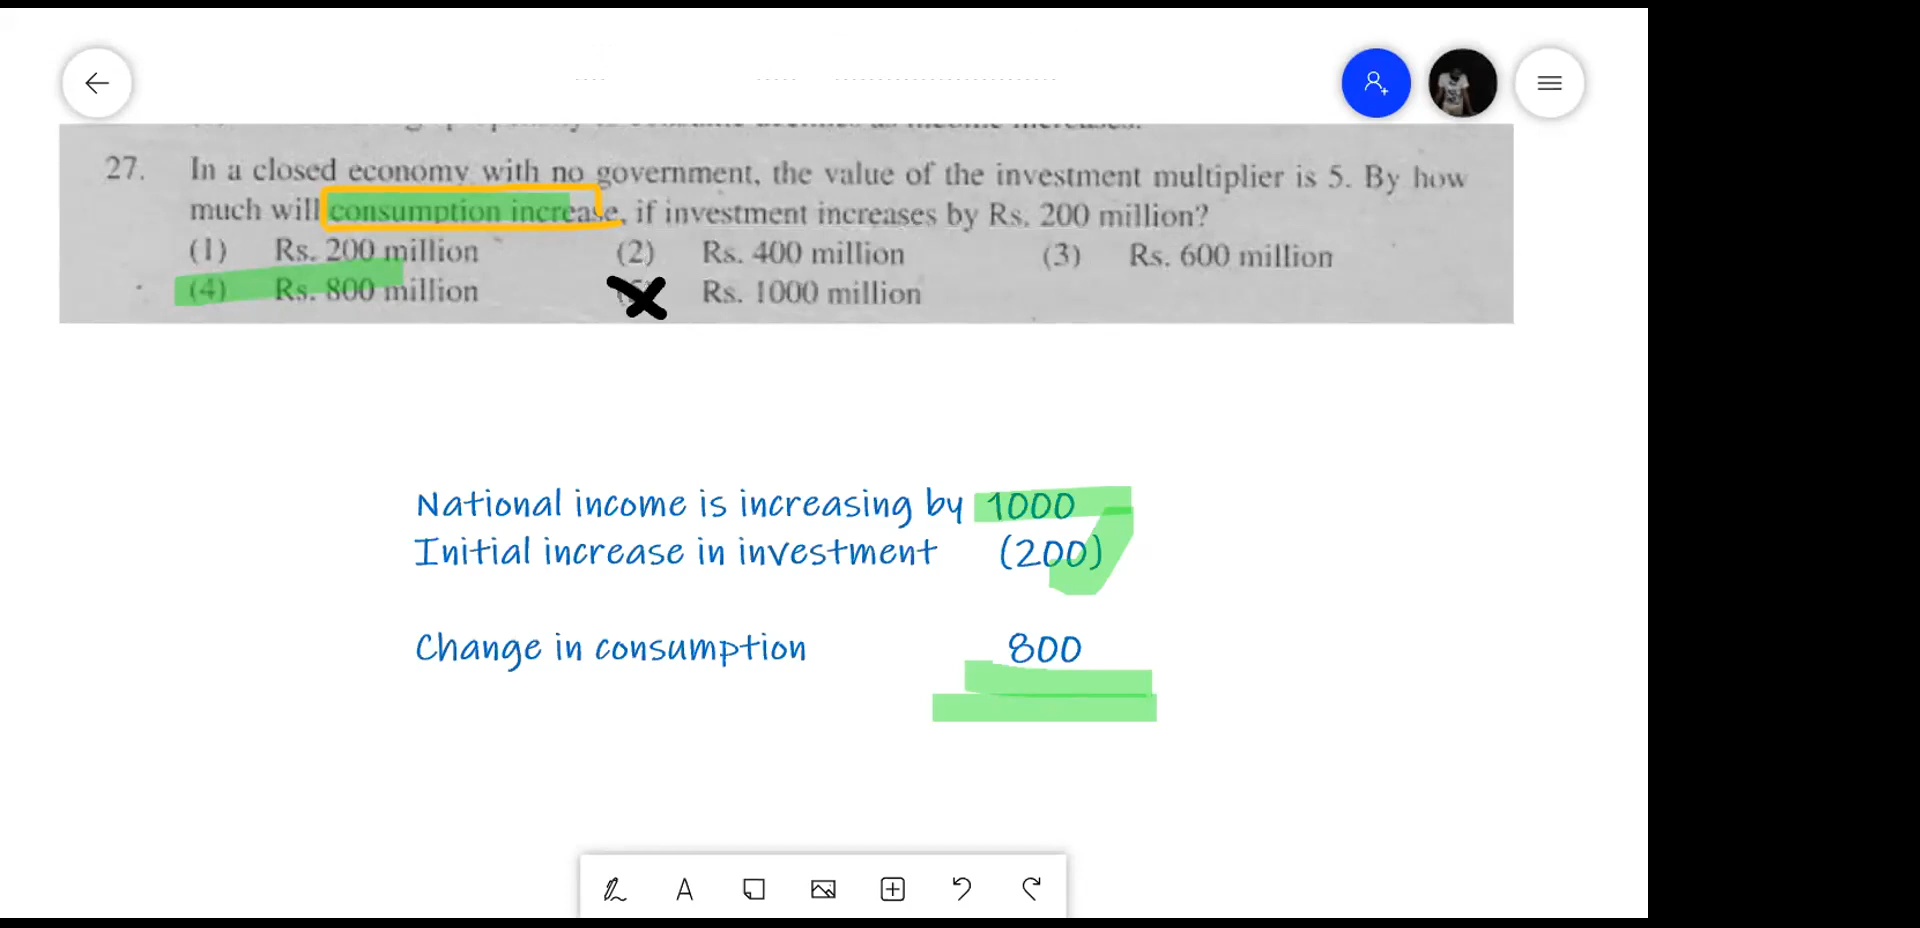 27. In a closed economy with no government, the value of the investment multiplier is 5. By how
much will consumption increase, if investment increases by Rs. 200 million?
(1) Rs. 200 million (2) Rs. 400 million (3) Rs. 600 million
(4) Rs. 800 million Rs. 1000 million
National income is increasing by 1000
Initial increase in investment (200)
Change in consumption 800
A